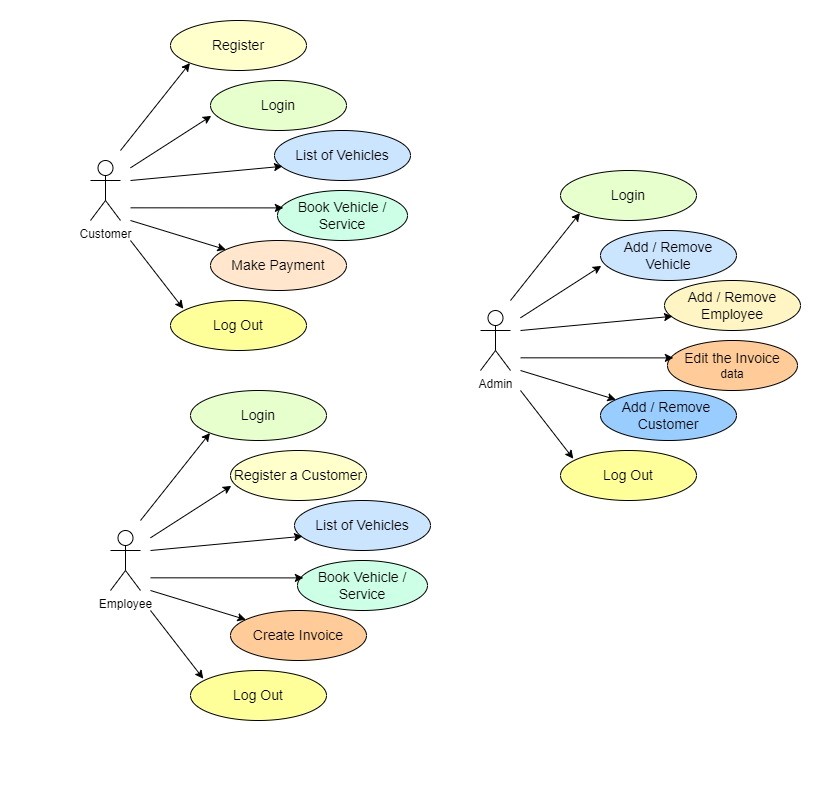 Register
Login
List of Vehicles
Book Vehicle /
Service
Customer
Make Payment
Log Out
Login
Add / Remove
Vehicle
Add / Remove
Employee
Edit the Invoice
data
Admin
Add / Remove
Customer
Log Out
Login
Register a Customer
List of Vehicles
Book Vehicle /
Service
Employee
Create Invoice
Log Out